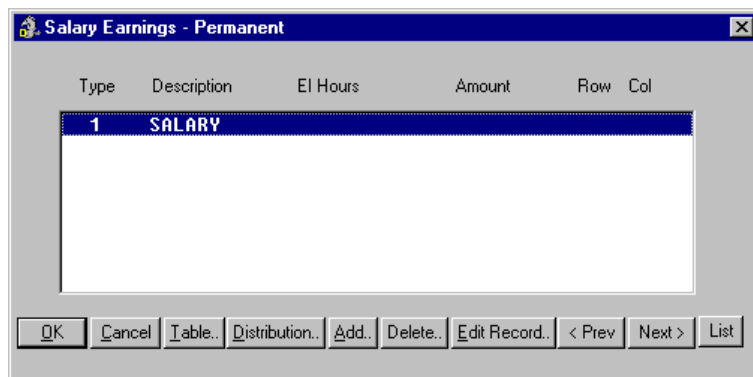 Salary Earnings - Permanent
Type Description EI Hours Amount Row Col
1 SALARY
OK Cancel Table.. Distribution.. Add.. Delete.. Edit Record.. < Prev Next > List